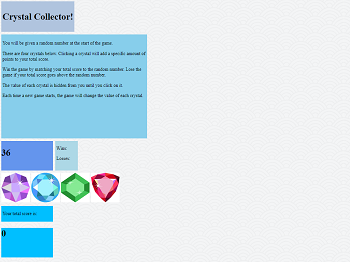 Crystal Collector!
You will be given a random number at the start of the game.
There are four crystals below. Clicking a crystal will add a specific amount of
points to your total score.
Win the game by matching your total score to the random number. Lose the
game if your total score goes above the random number.
The value of each crystal is hidden from you until you click on it.
Each time a new game starts, the game will change the value of each crystal.
36
Wins:
Losses:
Your total score is:
0